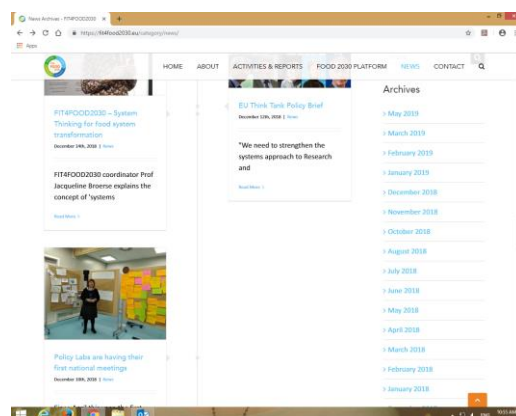 News Archives - FIT4FOOD2030
https://fit4food2030.eu/category/news/
Apps
HOME ABOUT ACTIVITIES & REPORTS FOOD 2030 PLATFORM NEWS CONTACT
FIT4FOOD2030 – System
Thinking for food system
transformation
December 14th, 2018 | News
FIT4FOOD2030 coordinator Prof
Jacqueline Broerse explains the
concept of 'systems
Read More >
Policy Labs are having their
first national meetings
December 10th, 2018 | News
EU Think Tank Policy Brief
December 12th, 2018 | News
"We need to strengthen the
systems approach to Research
and
Read More >
Archives
> May 2019
> March 2019
> February 2019
> January 2019
> December 2018
> November 2018
> October 2018
> August 2018
> July 2018
> June 2018
> May 2018
> April 2018
> March 2018
> February 2018
> January 2018